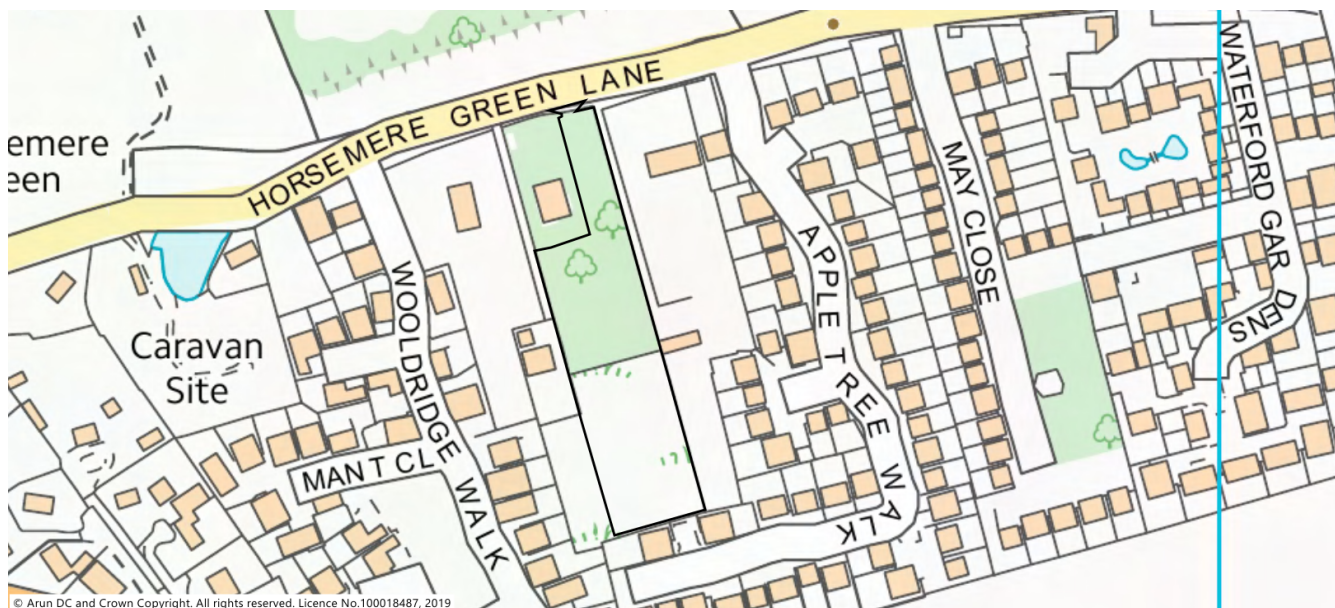 HORSEMERE GREEN LANE
emere
een
Caravan
Site
WOOLDRIDGE WALK
MANT CL
APPLE TREE WALK
MAY CLOSE
WATERFORD GARDENS
© Arun DC and Crown Copyright. All rights reserved. Licence No.100018487, 2019